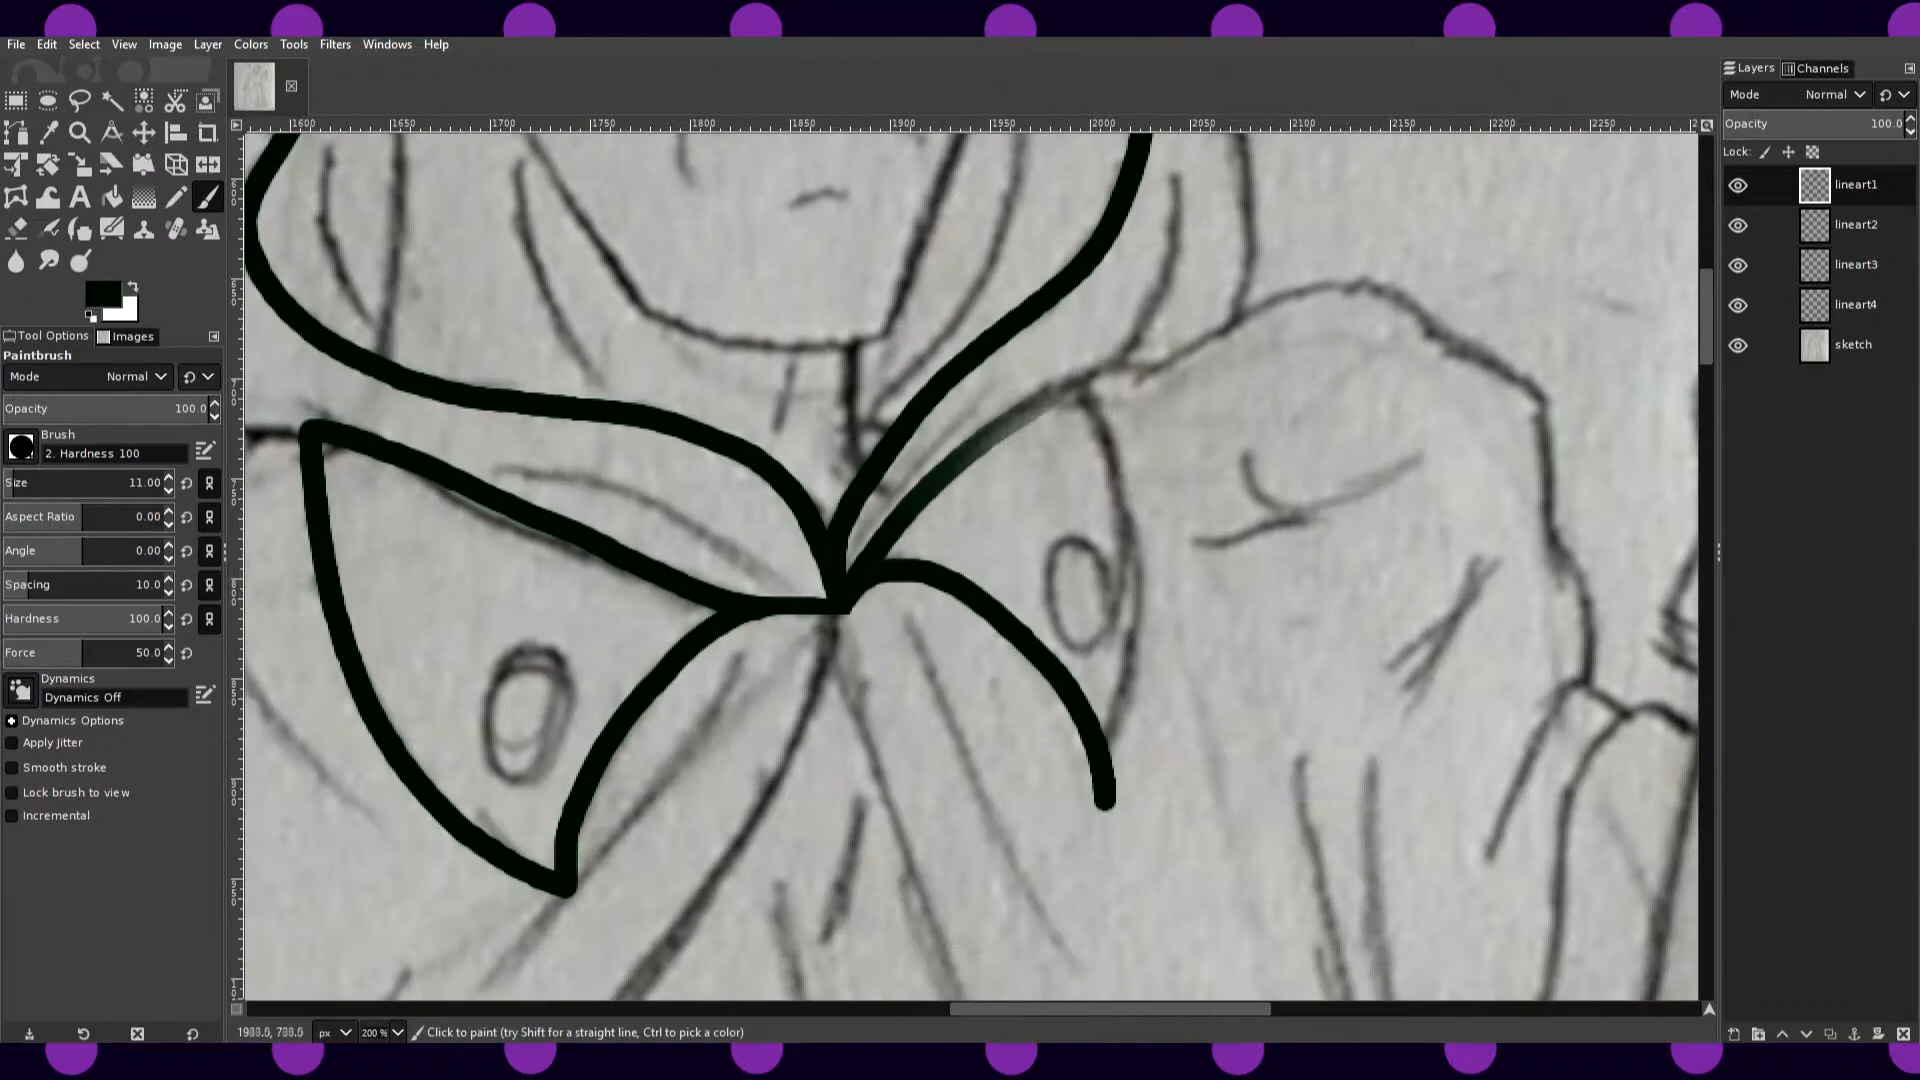 File Edit Select View Image Layer Colors Tools Filters Windows Help
Layers Channels
Mode Normal
Opacity 100.0
Lock:
lineart1
lineart2
lineart3
lineart4
sketch
1600 1650 1700 1750 1800 1850 1900 1950 2000 2050 2100 2150 2200 2250
Tool Options Images
Paintbrush
Mode Normal
Opacity 100.0
Brush
2. Hardness 100
Size 11.00
Aspect Ratio 0.00
Angle 0.00
Spacing 10.0
Hardness 100.0
Force 50.0
Dynamics
Dynamics Off
Dynamics Options
Apply Jitter
Smooth stroke
Lock brush to view
Incremental
px 200 % Click to paint (try Shift for a straight line, Ctrl to pick a color)